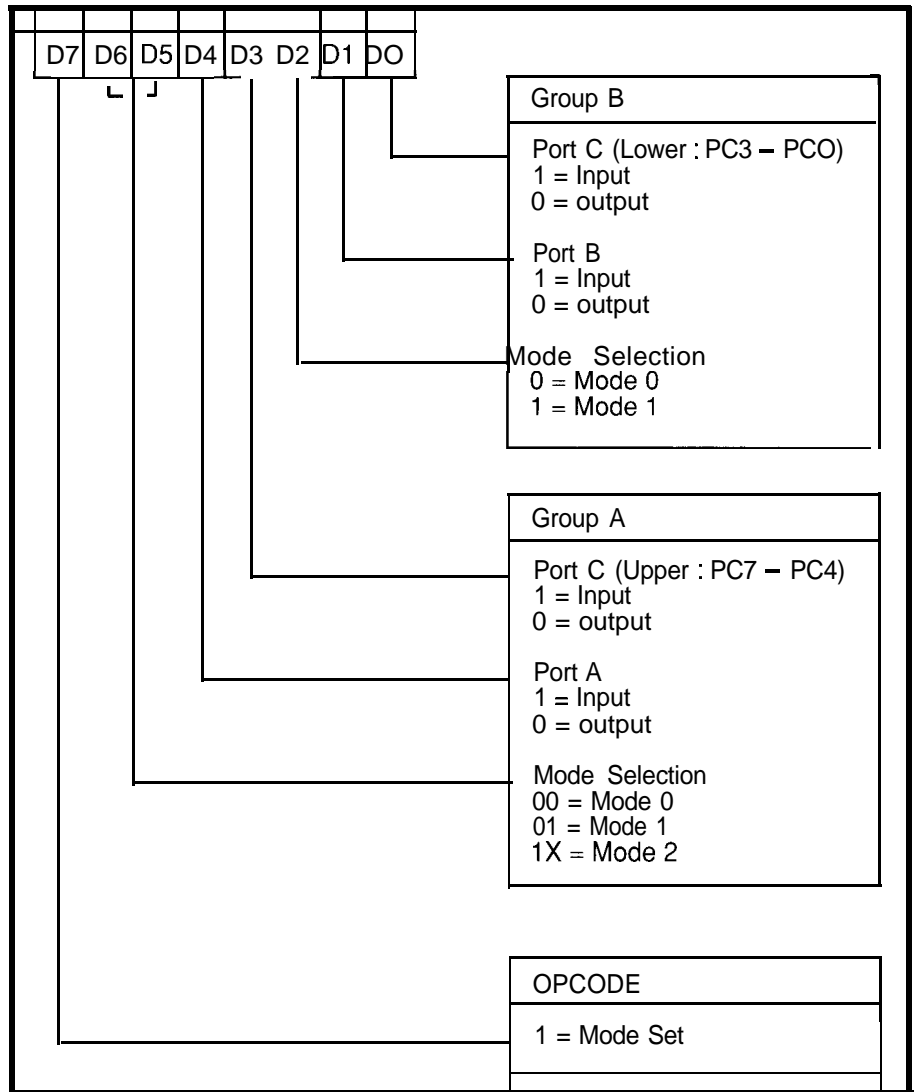 D7 D6 D5 D4 D3 D2 D1 DO
Group B
Port C (Lower : PC3 – PCO)
1 = Input
0 = output
Port B
1 = Input
0 = output
Mode Selection
0 = Mode 0
1 = Mode 1
Group A
Port C (Upper : PC7 – PC4)
1 = Input
0 = output
Port A
1 = Input
0 = output
Mode Selection
00 = Mode 0
01 = Mode 1
1X = Mode 2
OPCODE
1 = Mode Set